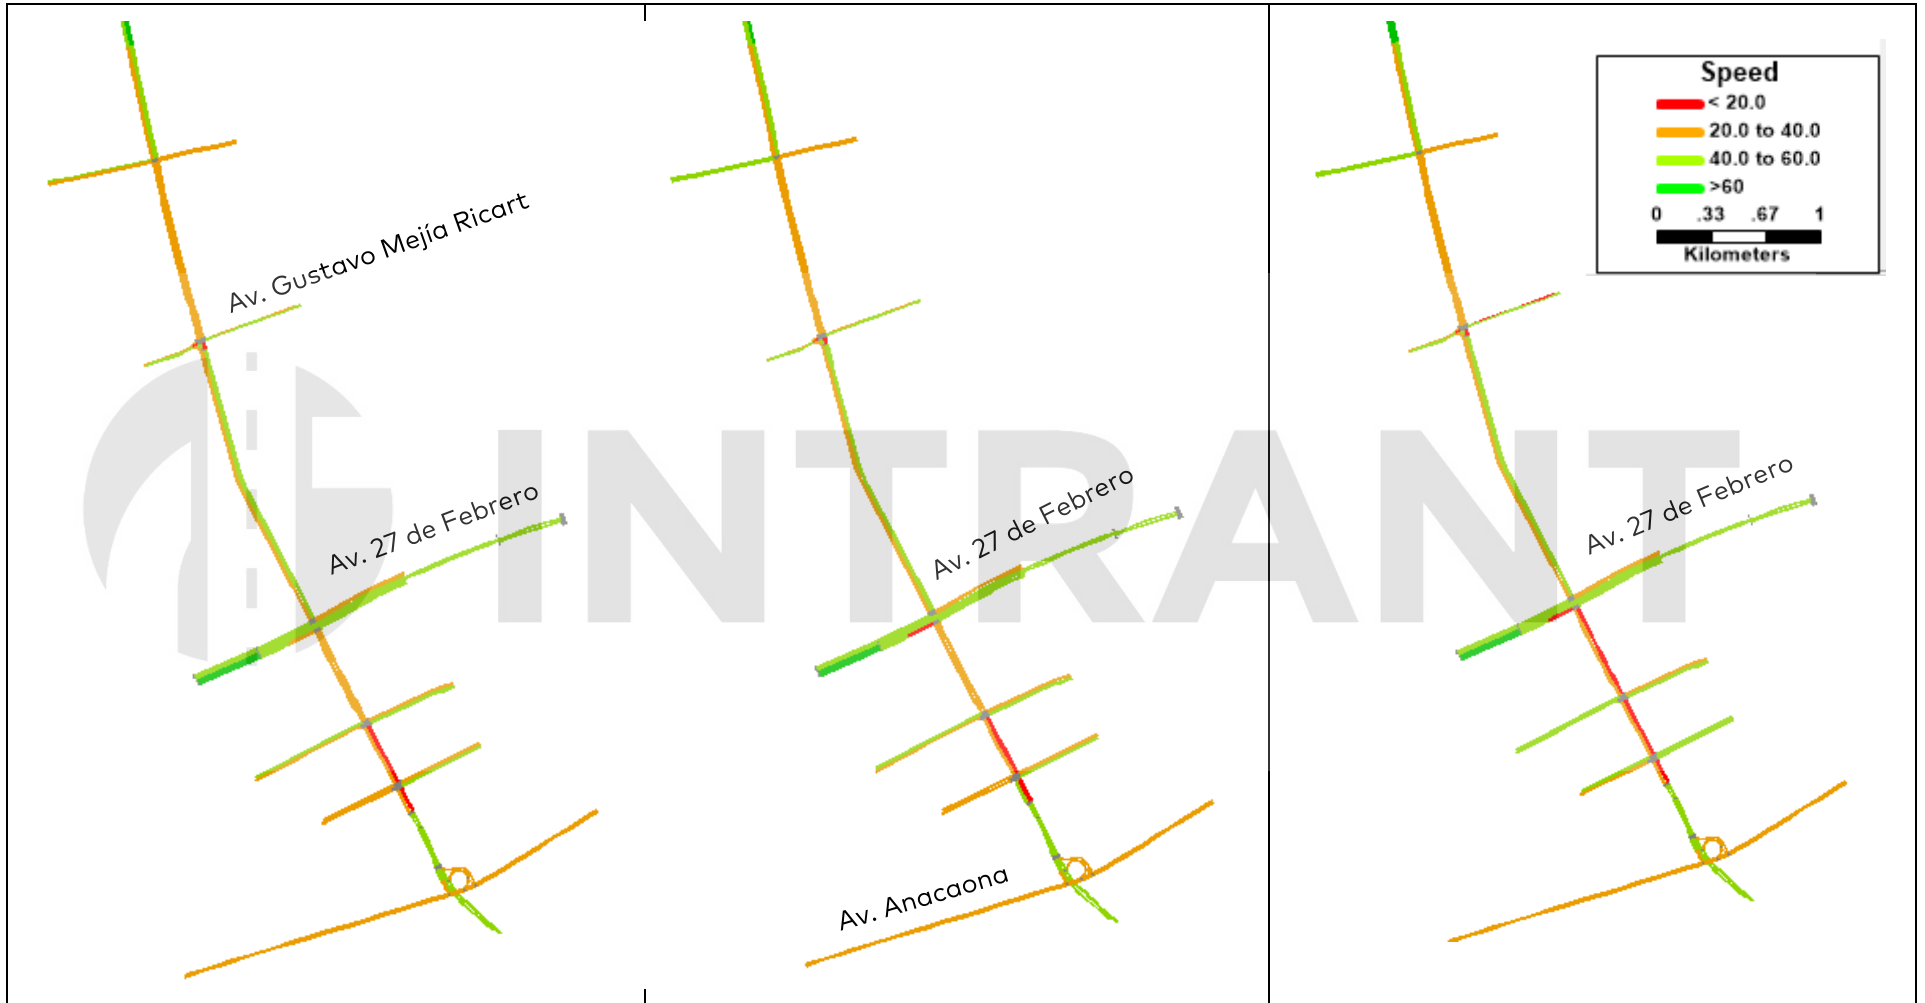 Speed
< 20.0
20.0 to 40.0
40.0 to 60.0
>60
0 .33 .67 1
Kilometers
Av. Gustavo Mejía Ricart
Av. 27 de Febrero
Av. 27 de Febrero
Av. 27 de Febrero
INTRANT
Av. Anacaona